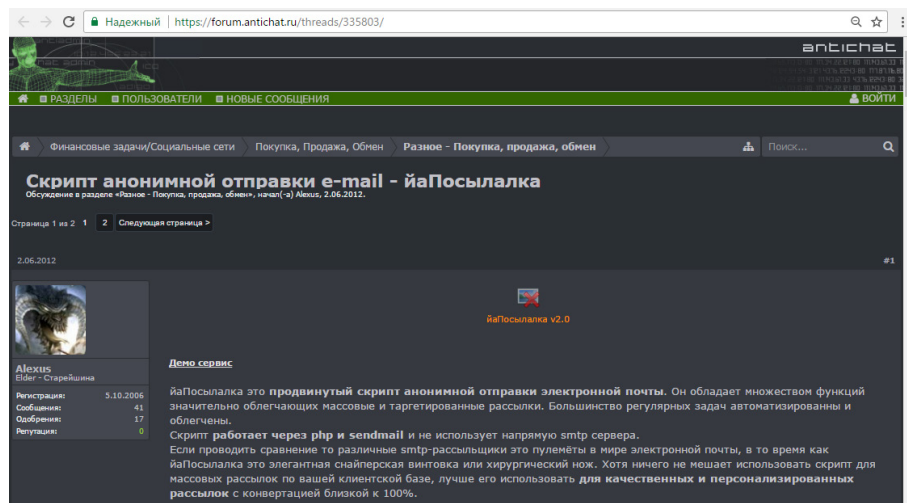 Надежный | https://forum.antichat.ru/threads/335803/
antichat
РАЗДЕЛЫ ПОЛЬЗОВАТЕЛИ НОВЫЕ СООБЩЕНИЯ ВОЙТИ
Финансовые задачи/Социальные сети Покупка, Продажа, Обмен Разное - Покупка, продажа, обмен Поиск...
Скрипт анонимной отправки e-mail - йаПосылалка
Обсуждение в разделе «Разное - Покупка, продажа, обмен», начал(-а) Alexus, 2.06.2012.
Страница 1 из 2 1 2 Следующая страница >
2.06.2012 #1
йаПосылалка v2.0
Демо сервис
Alexus
Elder - Старейшина
Регистрация: 5.10.2006
Сообщения: 41
Одобрения: 17
Репутация: 0
йаПосылалка это продвинутый скрипт анонимной отправки электронной почты. Он обладает множеством функций
значительно облегчающих массовые и таргетированные рассылки. Большинство регулярных задач автоматизированны и
облегчены.
Скрипт работает через php и sendmail и не использует напрямую smtp сервера.
Если проводить сравнение то различные smtp-рассыльщики это пулемёты в мире электронной почты, в то время как
йаПосылалка это элегантная снайперская винтовка или хирургический нож. Хотя ничего не мешает использовать скрипт для
массовых рассылок по вашей клиентской базе, лучше его использовать для качественных и персонализированных
рассылок с конвертацией близкой к 100%.